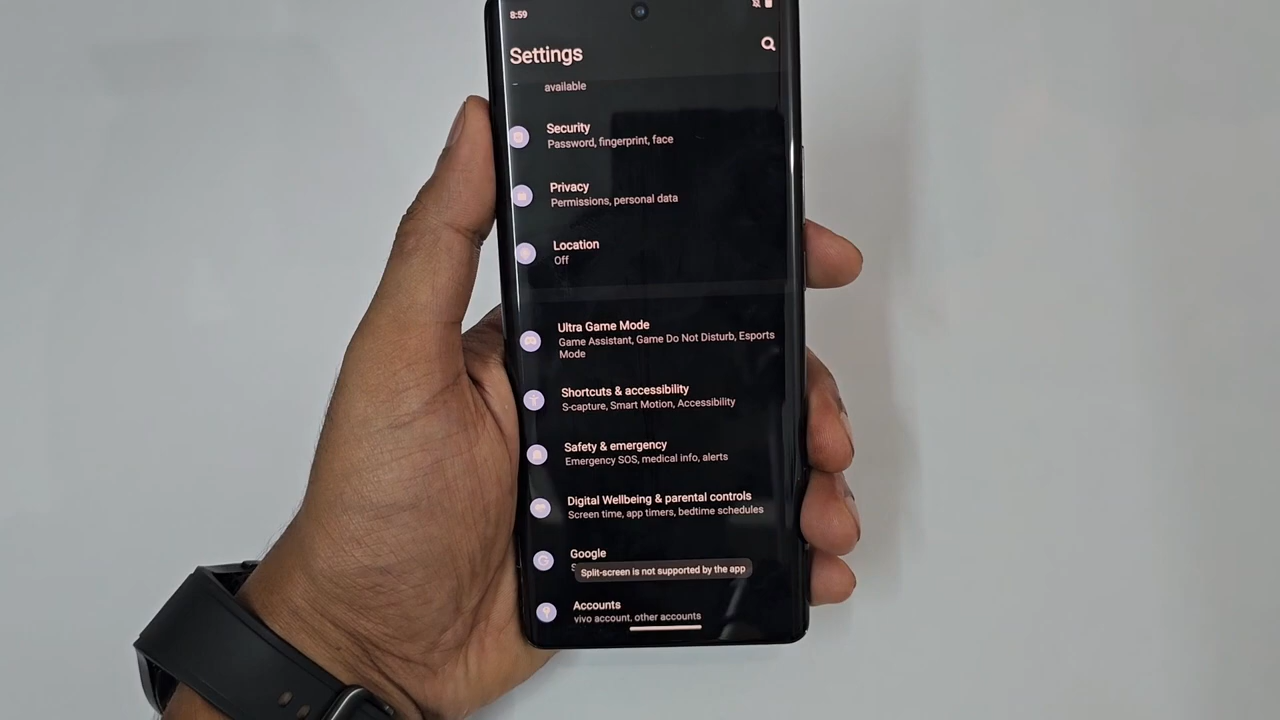 8:59
Settings
available
Security
Password, fingerprint, face
Privacy
Permissions, personal data
Location
Off
Ultra Game Mode
Game Assistant, Game Do Not Disturb, Esports
Mode
Shortcuts & accessibility
S-capture, Smart Motion, Accessibility
Safety & emergency
Emergency SOS, medical info, alerts
Digital Wellbeing & parental controls
Screen time, app timers, bedtime schedules
Google
Split-screen is not supported by the app
Accounts
vivo account, other accounts